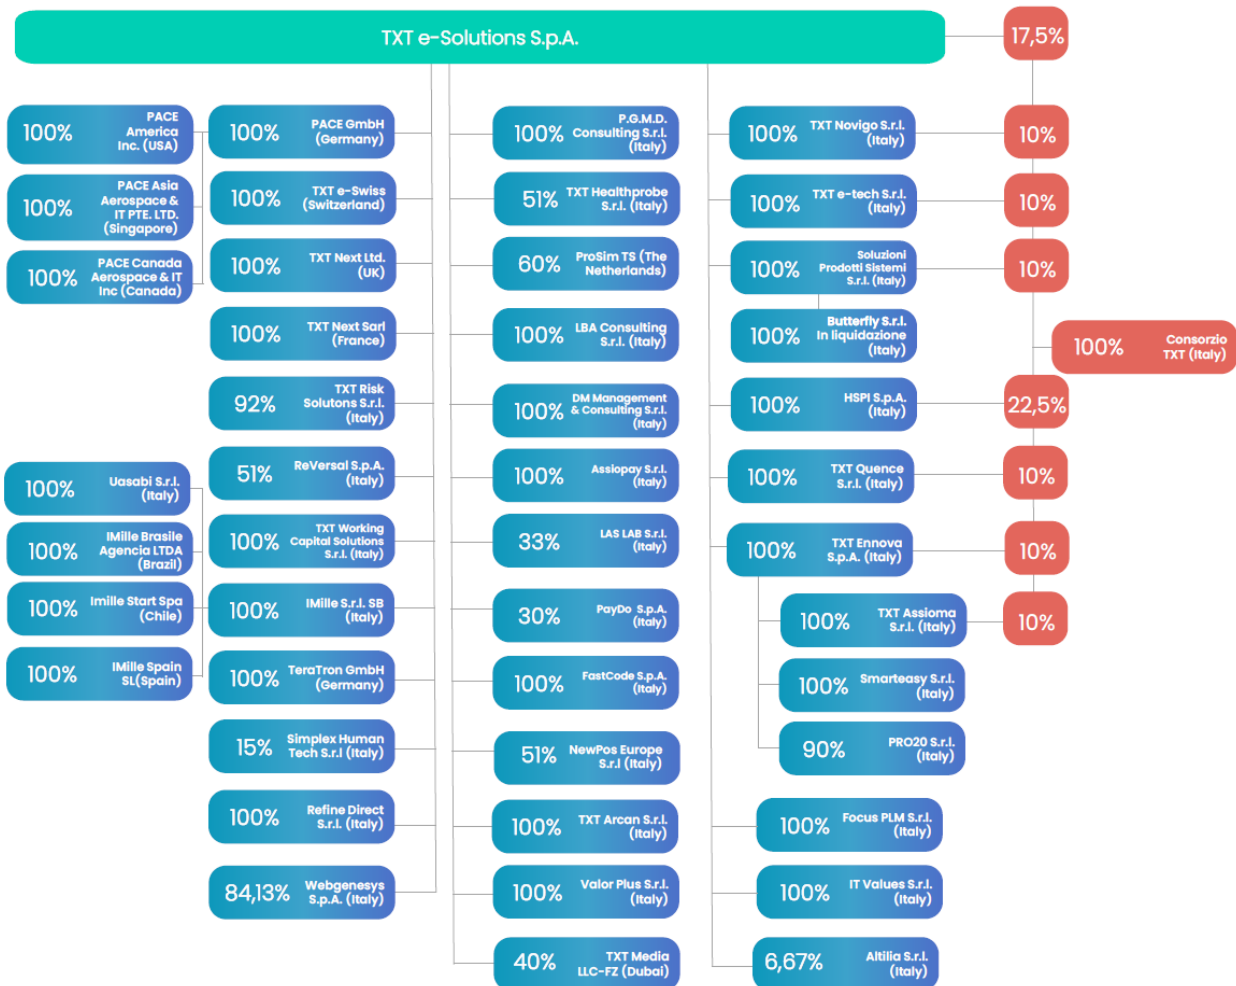 TXT e-Solutions S.p.A.
17,5%
100%
PACE
America
Inc. (USA)
100%
PACE Asia
Aerospace &
IT PTE. LTD.
(Singapore)
100%
PACE Canada
Aerospace & IT
Inc (Canada)
100%
Uasabi S.r.l.
(Italy)
100%
IMille Brasile
Agencia LTDA
(Brazil)
100%
Imille Start Spa
(Chile)
100%
IMille Spain
SL(Spain)
100%
PACE GmbH
(Germany)
100%
TXT e-Swiss
(Switzerland)
100%
TXT Next Ltd.
(UK)
100%
TXT Next Sarl
(France)
92%
TXT Risk
Solutons S.r.l.
(Italy)
51%
ReVersal S.p.A.
(Italy)
100%
TXT Working
Capital Solutions
S.r.l. (Italy)
100%
IMille S.r.l. SB
(Italy)
100%
TeraTron GmbH
(Germany)
15%
Simplex Human
Tech S.r.l (Italy)
100%
Refine Direct
S.r.l. (Italy)
84,13%
Webgenesys
S.p.A. (Italy)
100%
P.G.M.D.
Consulting S.r.l.
(Italy)
51%
TXT Healthprobe
S.r.l. (Italy)
60%
ProSim TS (The
Netherlands)
100%
LBA Consulting
S.r.l. (Italy)
100%
DM Management
& Consulting S.r.l.
(Italy)
100%
Assiopay S.r.l.
(Italy)
33%
LAS LAB S.r.l.
(Italy)
30%
PayDo S.p.A.
(Italy)
100%
FastCode S.p.A.
(Italy)
51%
NewPos Europe
S.r.l (Italy)
100%
TXT Arcan S.r.l.
(Italy)
100%
Valor Plus S.r.l.
(Italy)
40%
TXT Media
LLC-FZ (Dubai)
100%
TXT Novigo S.r.l.
(Italy)
10%
100%
TXT e-tech S.r.l.
(Italy)
10%
100%
Soluzioni
Prodotti Sistemi
S.r.l. (Italy)
10%
100%
Butterfly S.r.l.
In liquidazione
(Italy)
100%
Consorzio
TXT (Italy)
100%
HSPI S.p.A.
(Italy)
22,5%
100%
TXT Quence
S.r.l. (Italy)
10%
100%
TXT Ennova
S.p.A. (Italy)
10%
100%
TXT Assioma
S.r.l. (Italy)
10%
100%
Smarteasy S.r.l.
(Italy)
90%
PRO20 S.r.l.
(Italy)
100%
Focus PLM S.r.l.
(Italy)
100%
IT Values S.r.l.
(Italy)
6,67%
Altilia S.r.l.
(Italy)